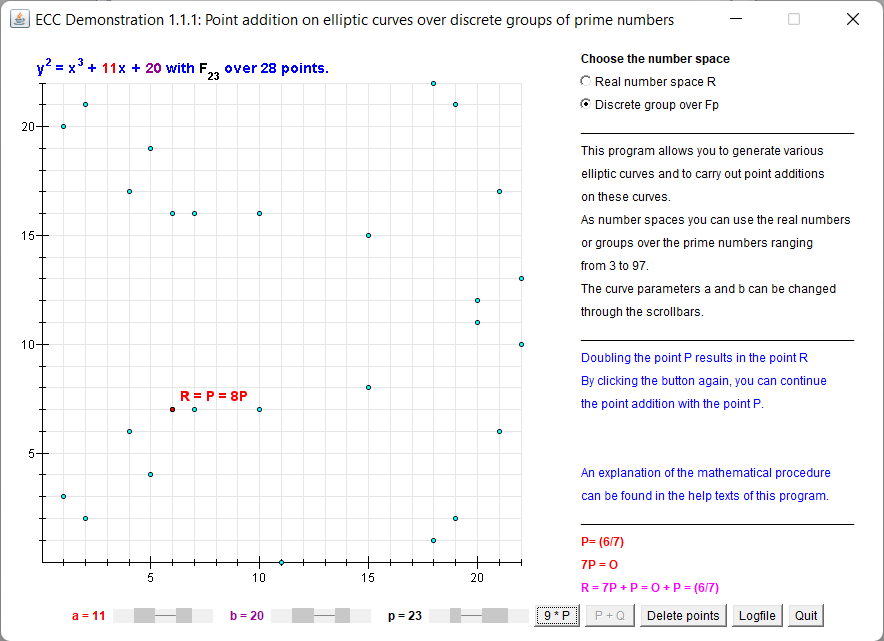 ECC Demonstration 1.1.1: Point addition on elliptic curves over discrete groups of prime numbers
y² = x³ + 11x + 20 with F₂₃ over 28 points.
20
15
10
5
R = P = 8P
5
10
15
20
Choose the number space
Real number space R
Discrete group over Fp
This program allows you to generate various
elliptic curves and to carry out point additions
on these curves.
As number spaces you can use the real numbers
or groups over the prime numbers ranging
from 3 to 97.
The curve parameters a and b can be changed
through the scrollbars.
Doubling the point P results in the point R
By clicking the button again, you can continue
the point addition with the point P.
An explanation of the mathematical procedure
can be found in the help texts of this program.
P= (6/7)
7P = O
R = 7P + P = O + P = (6/7)
a = 11
b = 20
p = 23
9 * P
P + Q
Delete points
Logfile
Quit